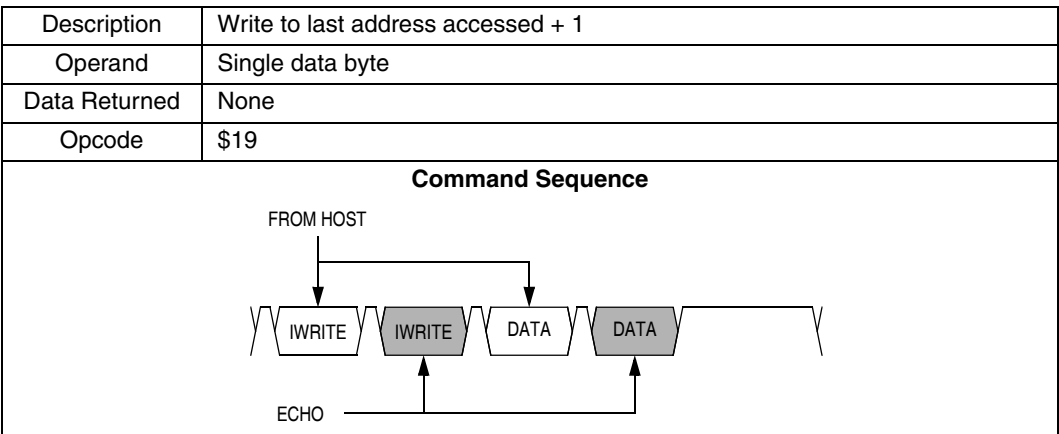 Description Write to last address accessed + 1
Operand Single data byte
Data Returned None
Opcode $19
Command Sequence
FROM HOST
IWRITE IWRITE DATA DATA
ECHO